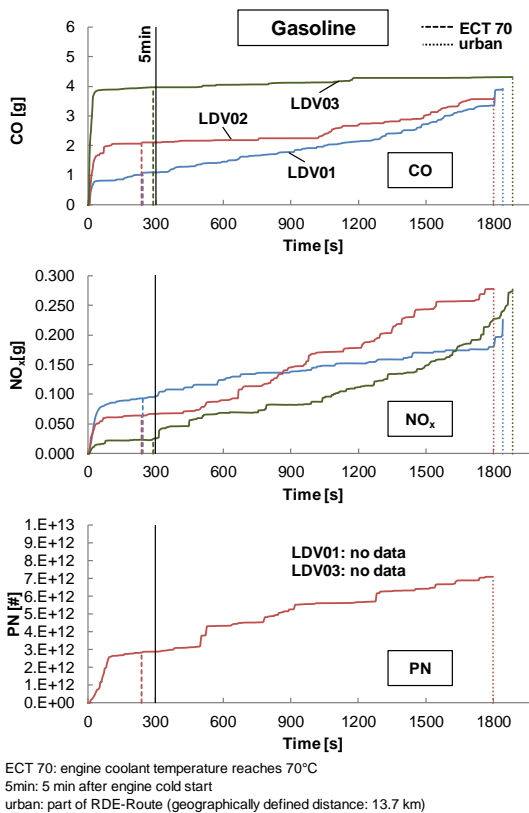 Gasoline
ECT 70
urban
5min
CO [g]
6
5
4
3
2
1
0
LDV03
LDV02
LDV01
CO
0 300 600 900 1200 1500 1800
Time [s]
NOx[g]
0.300
0.250
0.200
0.150
0.100
0.050
0.000
NOx
0 300 600 900 1200 1500 1800
Time [s]
PN [#]
1.E+13
9.E+12
8.E+12
7.E+12
6.E+12
5.E+12
4.E+12
3.E+12
2.E+12
1.E+12
0.E+00
LDV01: no data
LDV03: no data
PN
0 300 600 900 1200 1500 1800
Time [s]
ECT 70: engine coolant temperature reaches 70°C
5min: 5 min after engine cold start
urban: part of RDE-Route (geographically defined distance: 13.7 km)